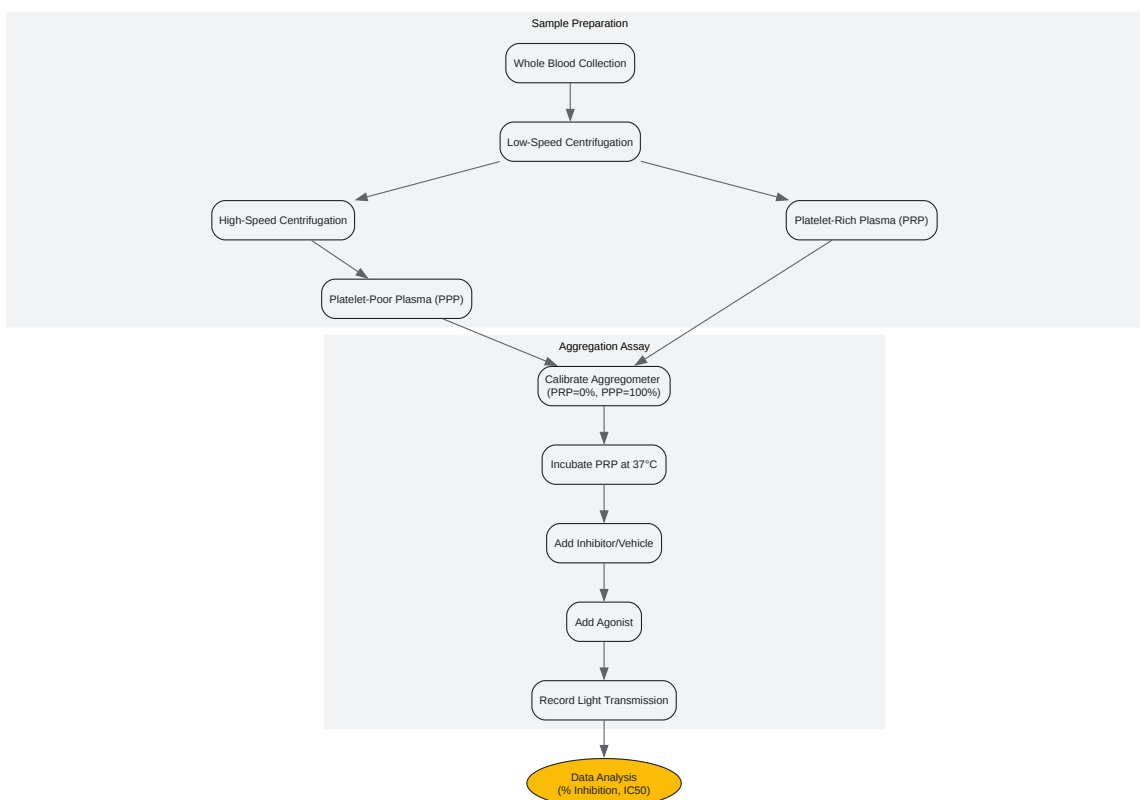 Sample Preparation
Whole Blood Collection
Low-Speed Centrifugation
High-Speed Centrifugation
Platelet-Rich Plasma (PRP)
Platelet-Poor Plasma (PPP)
Aggregation Assay
Calibrate Aggregometer
(PRP=0%, PPP=100%)
Incubate PRP at 37°C
Add Inhibitor/Vehicle
Add Agonist
Record Light Transmission
Data Analysis
(% Inhibition, IC50)